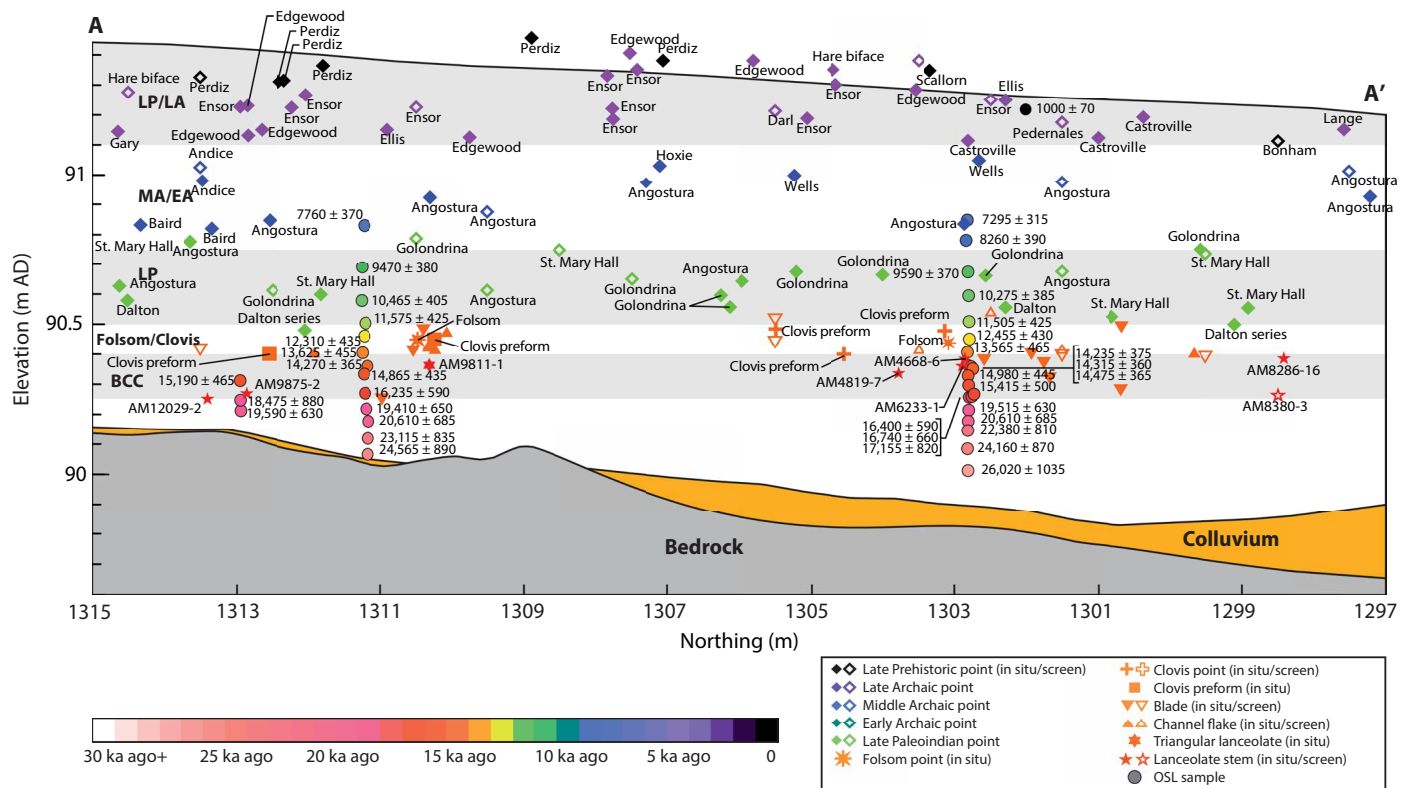 A
A’
Edgewood
Perdiz
Perdiz
Perdiz
Edgewood
Perdiz
Perdiz
Hare biface
Perdiz
LP/LA
Edgewood
Hare biface
Scallorn
Ellis
Ensor
Ensor
Ensor
Ensor
Ensor
Ensor
Edgewood
Ensor
1000 ± 70
Gary
Edgewood
Edgewood
Ellis
Edgewood
Ensor
Darl
Ensor
Castroville
Pedernales
Castroville
Castroville
Bonham
Lange
Andice
Andice
91
MA/EA
Hoxie
Angostura
Wells
Wells
Angostura
Angostura
Angostura
Baird
Baird
Angostura
7760 ± 370
Angostura
Angostura
Angostura
7295 ± 315
8260 ± 390
St. Mary Hall
Angostura
Golondrina
St. Mary Hall
Golondrina
St. Mary Hall
LP
9470 ± 380
Angostura
Golondrina
9590 ± 370
Golondrina
Angostura
Dalton
Golondrina
St. Mary Hall
10,465 ± 405
Angostura
Golondrina
Golondrina
Golondrina
10,275 ± 385
Angostura
Dalton
St. Mary Hall
St. Mary Hall
Dalton series
Dalton series
11,575 ± 425
11,505 ± 425
90.5
Folsom/Clovis
Clovis preform
12,310 ± 435
13,625 ± 455
14,270 ± 365
Folsom
Clovis preform
Clovis preform
Clovis preform
Clovis preform
Folsom
12,455 ± 430
13,565 ± 465
14,235 ± 375
14,315 ± 360
14,475 ± 365
BCC
15,190 ± 465
AM9875-2
14,865 ± 435
AM9811-1
AM4819-7
AM4668-6
14,980 ± 445
15,415 ± 500
AM8286-16
AM12029-2
18,475 ± 880
19,590 ± 630
16,235 ± 590
19,410 ± 650
20,610 ± 685
23,115 ± 835
24,565 ± 890
AM6233-1
16,400 ± 590
16,740 ± 660
17,155 ± 820
19,515 ± 630
20,610 ± 685
22,380 ± 810
24,160 ± 870
26,020 ± 1035
AM8380-3
90
Elevation (m AD)
Bedrock
Colluvium
1315 1313 1311 1309 1307 1305 1303 1301 1299 1297
Northing (m)
30 ka ago+ 25 ka ago 20 ka ago 15 ka ago 10 ka ago 5 ka ago 0
Late Prehistoric point (in situ/screen)
Late Archaic point
Middle Archaic point
Early Archaic point
Late Paleoindian point
Folsom point (in situ)
Clovis point (in situ/screen)
Clovis preform (in situ)
Blade (in situ/screen)
Channel flake (in situ/screen)
Triangular lanceolate (in situ)
Lanceolate stem (in situ/screen)
OSL sample